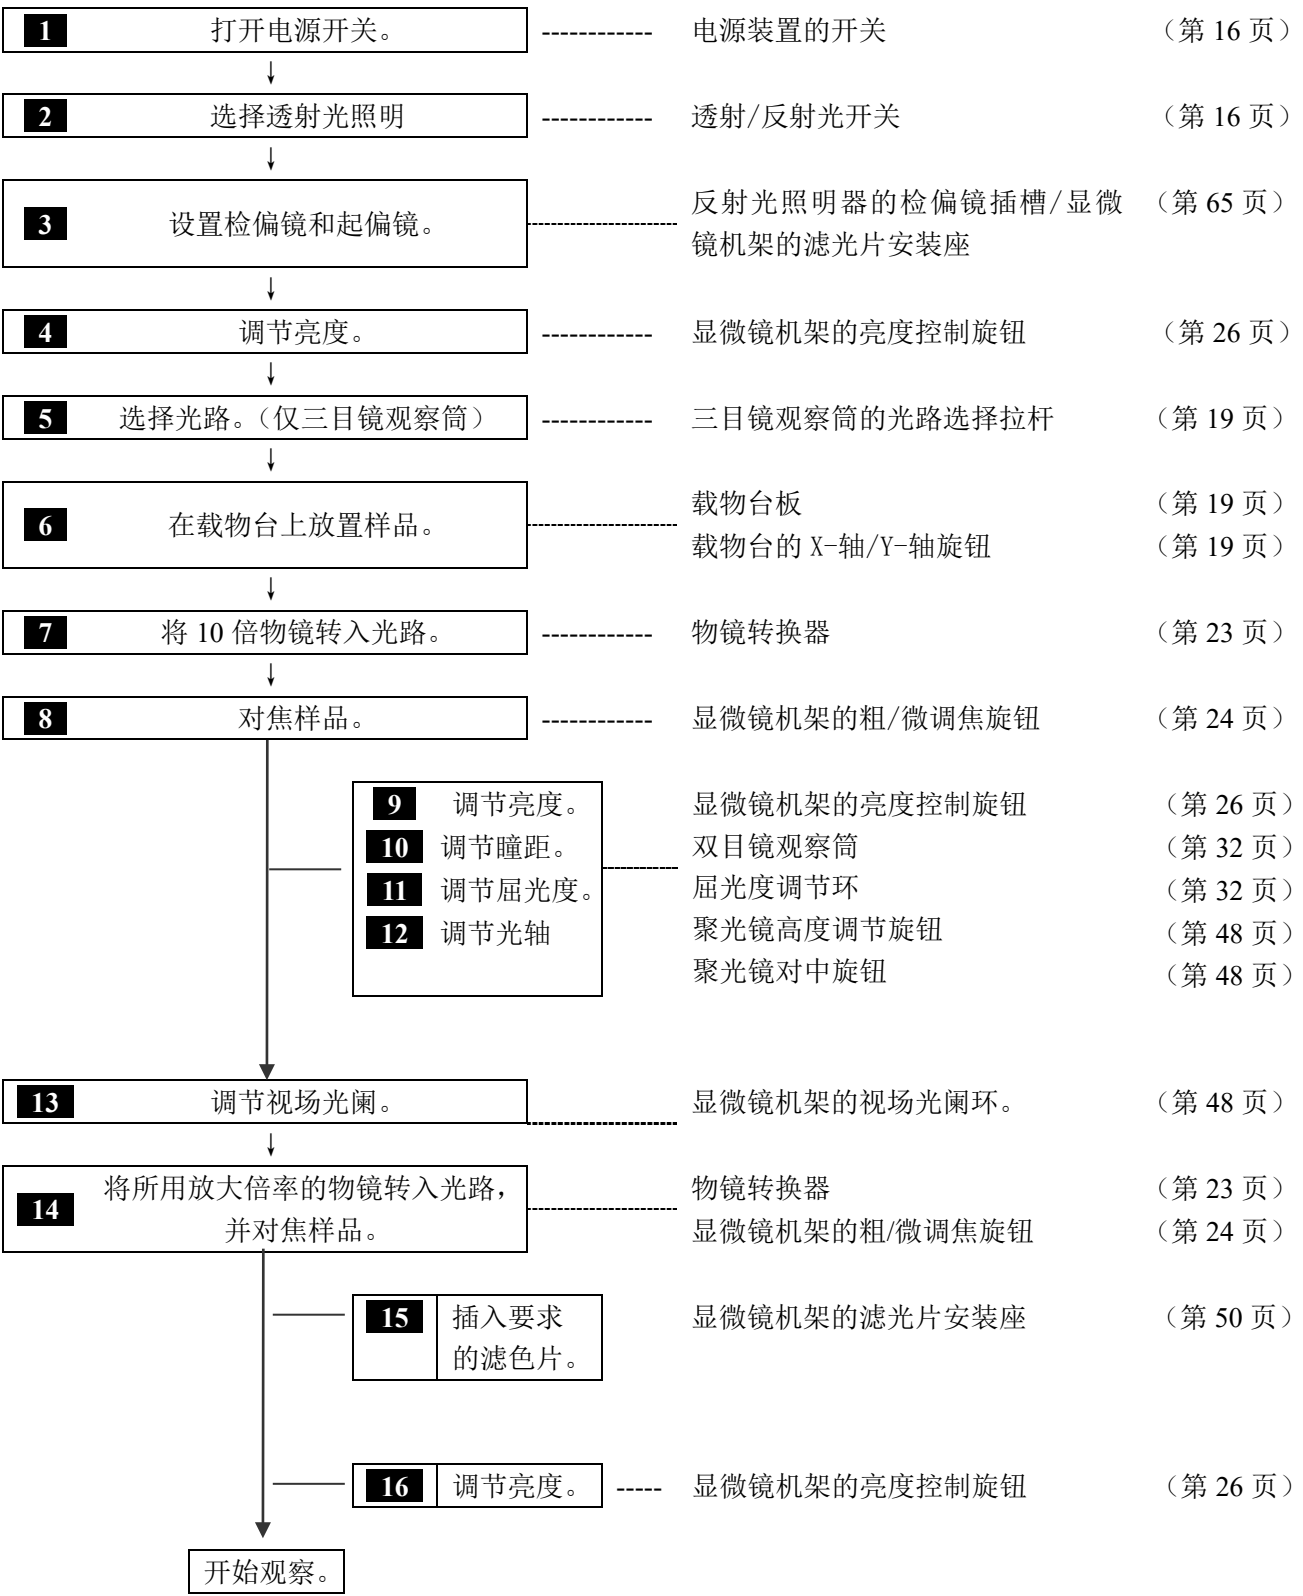 1 打开电源开关。 ------------ 电源装置的开关 （第 16 页）
↓
2 选择透射光照明 ------------ 透射/反射光开关 （第 16 页）
↓
反射光照明器的检偏镜插槽/显微 （第 65 页）
3 设置检偏镜和起偏镜。
镜机架的滤光片安装座
↓
4 调节亮度。 ------------ 显微镜机架的亮度控制旋钮 （第 26 页）
↓
5 选择光路。（仅三目镜观察筒） ------------ 三目镜观察筒的光路选择拉杆 （第 19 页）
↓
载物台板 （第 19 页）
6 在载物台上放置样品。
载物台的 X-轴/Y-轴旋钮 （第 19 页）
↓
7 将 10 倍物镜转入光路。 ------------ 物镜转换器 （第 23 页）
↓
8 对焦样品。 ------------ 显微镜机架的粗/微调焦旋钮 （第 24 页）
9 调节亮度。 显微镜机架的亮度控制旋钮 （第 26 页）
10 调节瞳距。 双目镜观察筒 （第 32 页）
11 调节屈光度。 屈光度调节环 （第 32 页）
12 调节光轴 聚光镜高度调节旋钮 （第 48 页）
聚光镜对中旋钮 （第 48 页）
13 调节视场光阑。 显微镜机架的视场光阑环。 （第 48 页）
↓
将所用放大倍率的物镜转入光路， 物镜转换器 （第 23 页）
14
并对焦样品。 显微镜机架的粗/微调焦旋钮 （第 24 页）
15 插入要求 显微镜机架的滤光片安装座 （第 50 页）
的滤色片。
16 调节亮度。 ----- 显微镜机架的亮度控制旋钮 （第 26 页）
开始观察。